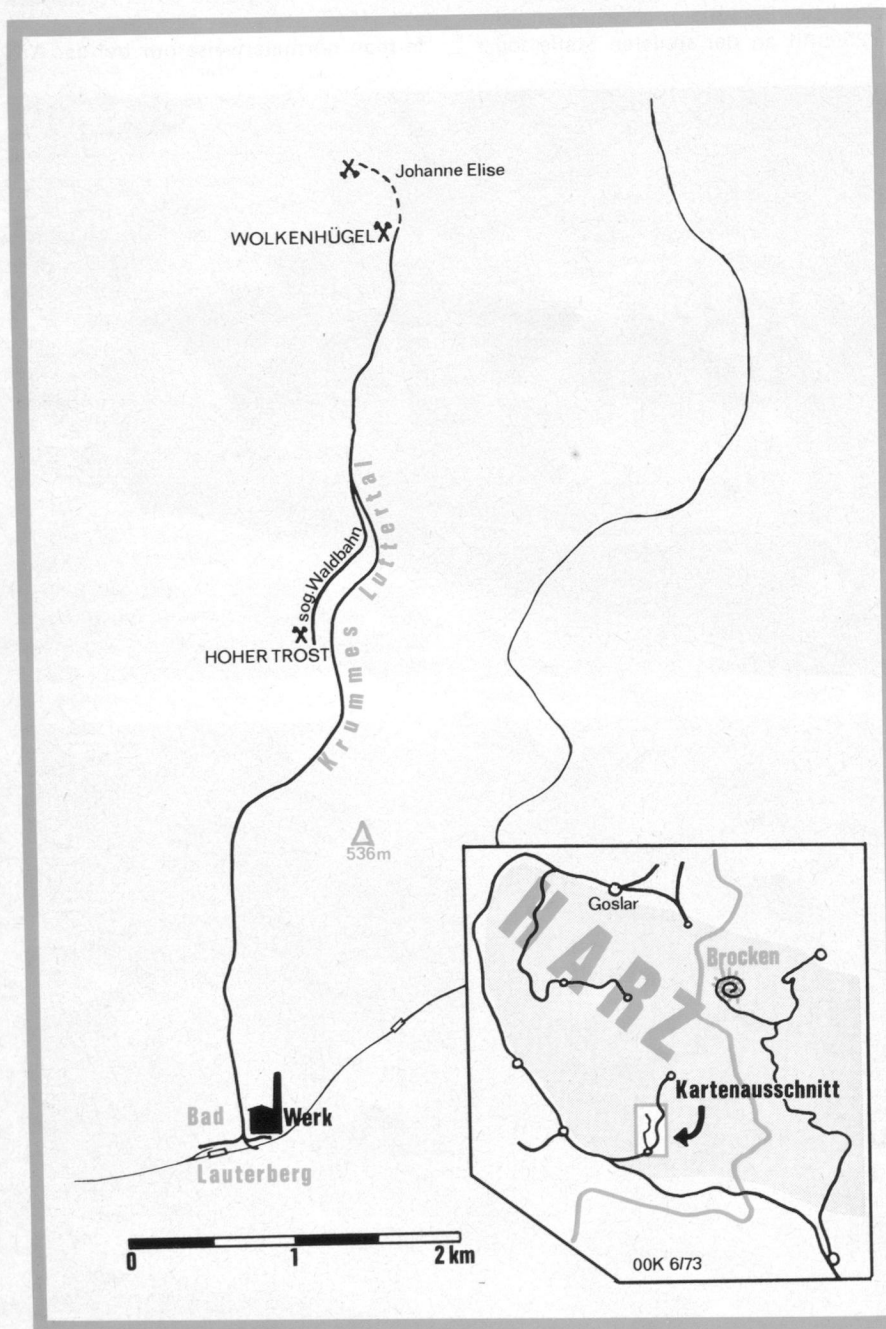 Johanne Elise
WOLKENHÜGEL
sog. Waldbahn
Krummes Luttertal
HOHER TROST
536m
Bad
Werk
Lauterberg
0
1
2 km
HARZ
Goslar
Brocken
Kartenausschnitt
00K 6/73